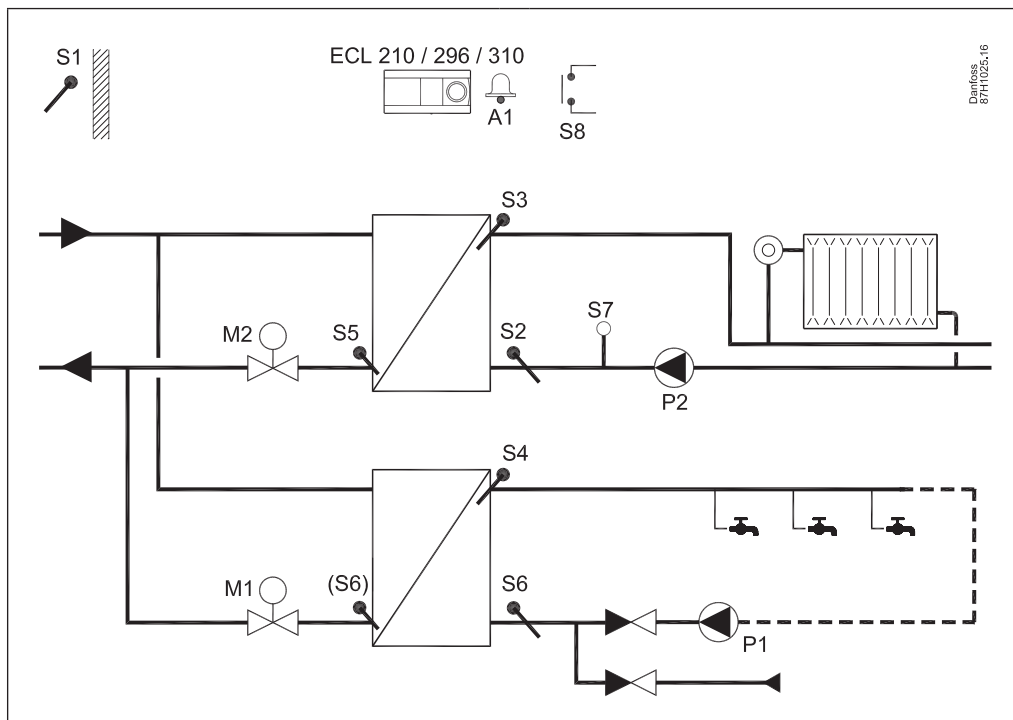 S1
ECL 210 / 296 / 310
A1
S8
Danfoss
87H1025.16
S3
M2
S5
S2
S7
P2
S4
M1
(S6)
S6
P1